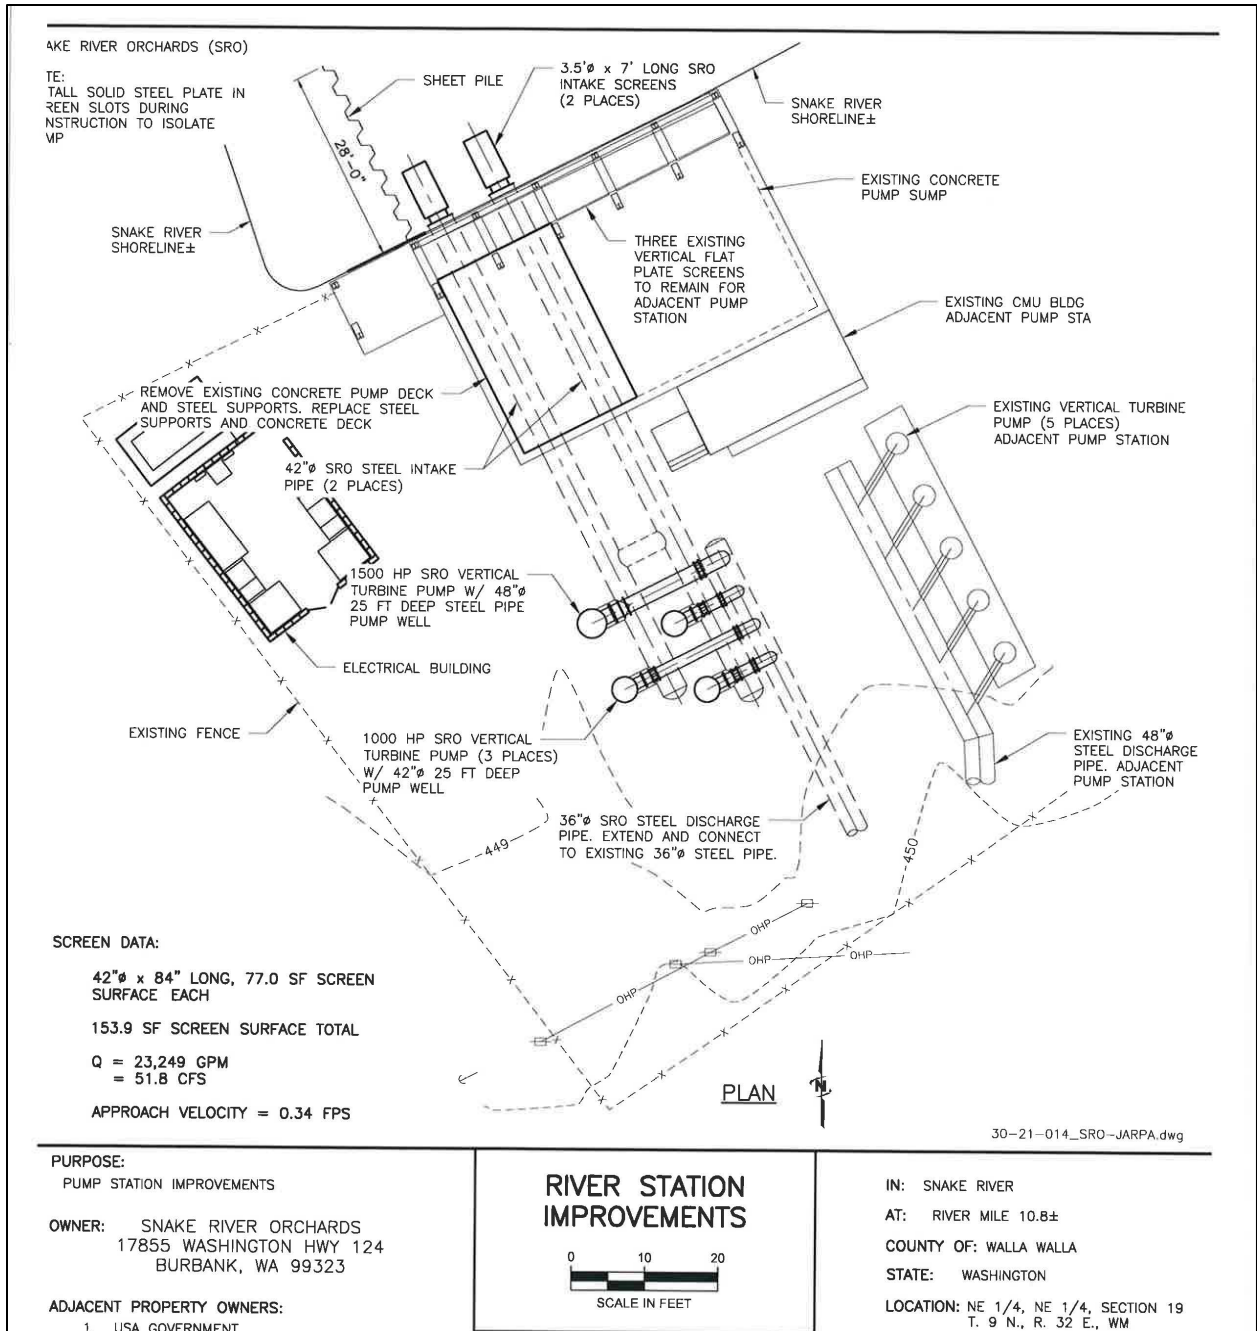 AKE RIVER ORCHARDS (SRO)
TE:
TALL SOLID STEEL PLATE IN
REEN SLOTS DURING
NSTRUCTION TO ISOLATE
MP
SHEET PILE
3.5'ø x 7' LONG SRO
INTAKE SCREENS
(2 PLACES)
SNAKE RIVER
SHORELINE±
28'-0"
EXISTING CONCRETE
PUMP SUMP
SNAKE RIVER
SHORELINE±
THREE EXISTING
VERTICAL FLAT
PLATE SCREENS
TO REMAIN FOR
ADJACENT PUMP
STATION
EXISTING CMU BLDG
ADJACENT PUMP STA
REMOVE EXISTING CONCRETE PUMP DECK
AND STEEL SUPPORTS. REPLACE STEEL
SUPPORTS AND CONCRETE DECK
EXISTING VERTICAL TURBINE
PUMP (5 PLACES)
ADJACENT PUMP STATION
42"ø SRO STEEL INTAKE
PIPE (2 PLACES)
1500 HP SRO VERTICAL
TURBINE PUMP W/ 48"ø
25 FT DEEP STEEL PIPE
PUMP WELL
ELECTRICAL BUILDING
EXISTING FENCE
1000 HP SRO VERTICAL
TURBINE PUMP (3 PLACES)
W/ 42"ø 25 FT DEEP
PUMP WELL
EXISTING 48"ø
STEEL DISCHARGE
PIPE. ADJACENT
PUMP STATION
36"ø SRO STEEL DISCHARGE
PIPE. EXTEND AND CONNECT
TO EXISTING 36"ø STEEL PIPE.
449
450
OHP
OHP
OHP
OHP
SCREEN DATA:
42"ø x 84" LONG, 77.0 SF SCREEN
SURFACE EACH
153.9 SF SCREEN SURFACE TOTAL
Q = 23,249 GPM
= 51.8 CFS
APPROACH VELOCITY = 0.34 FPS
PLAN
N
30-21-014_SRO-JARPA.dwg
PURPOSE:
PUMP STATION IMPROVEMENTS
OWNER: SNAKE RIVER ORCHARDS
17855 WASHINGTON HWY 124
BURBANK, WA 99323
ADJACENT PROPERTY OWNERS:
1. USA GOVERNMENT
RIVER STATION
IMPROVEMENTS
0 10 20
SCALE IN FEET
IN: SNAKE RIVER
AT: RIVER MILE 10.8±
COUNTY OF: WALLA WALLA
STATE: WASHINGTON
LOCATION: NE 1/4, NE 1/4, SECTION 19
T. 9 N., R. 32 E., WM